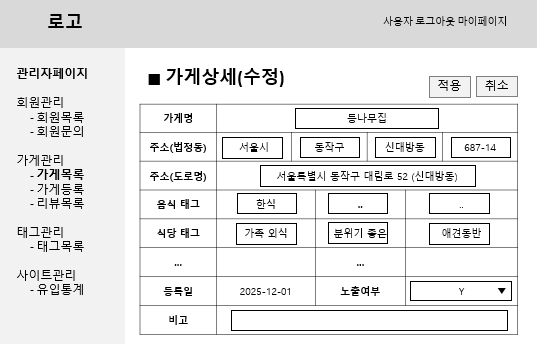 로고
사용자 로그아웃 마이페이지
관리자페이지
회원관리
- 회원목록
- 회원문의
가게관리
- 가게목록
- 가게등록
- 리뷰목록
태그관리
- 태그목록
사이트관리
- 유입통계
■ 가게상세(수정)
적용 취소
가게명 등나무집
주소(법정동) 서울시 동작구 신대방동 687-14
주소(도로명) 서울특별시 동작구 대림로 52 (신대방동)
음식 태그 한식 .. ..
식당 태그 가족 외식 분위기 좋은 애견동반
... ...
등록일 2025-12-01 노출여부 Y ▼
비고